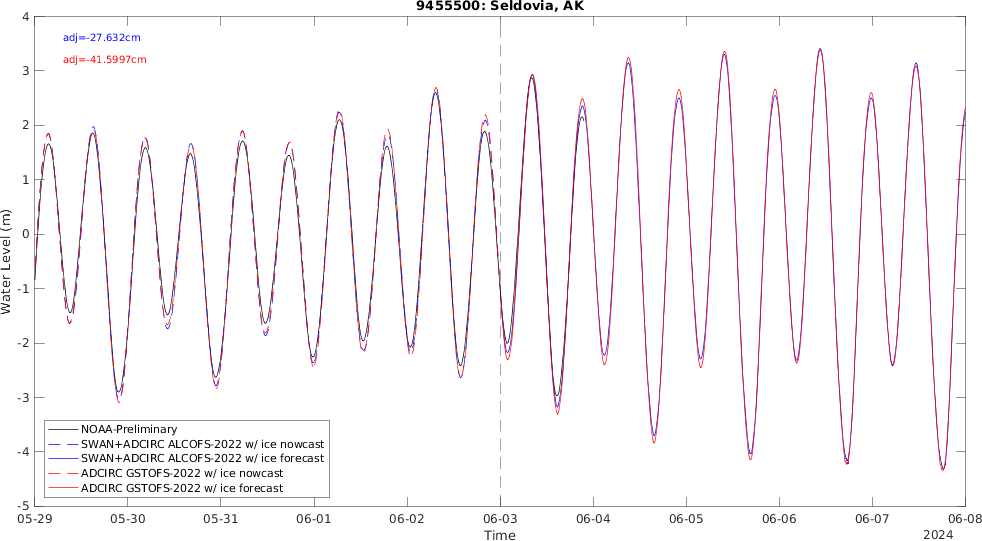 9455500: Seldovia, AK
adj=-27.632cm
adj=-41.5997cm
4
3
2
1
0
-1
-2
-3
-4
-5
Water Level (m)
NOAA-Preliminary
SWAN+ADCIRC ALCOFS-2022 w/ ice nowcast
SWAN+ADCIRC ALCOFS-2022 w/ ice forecast
ADCIRC GSTOFS-2022 w/ ice nowcast
ADCIRC GSTOFS-2022 w/ ice forecast
05-29 05-30 05-31 06-01 06-02 06-03 06-04 06-05 06-06 06-07 06-08
Time
2024